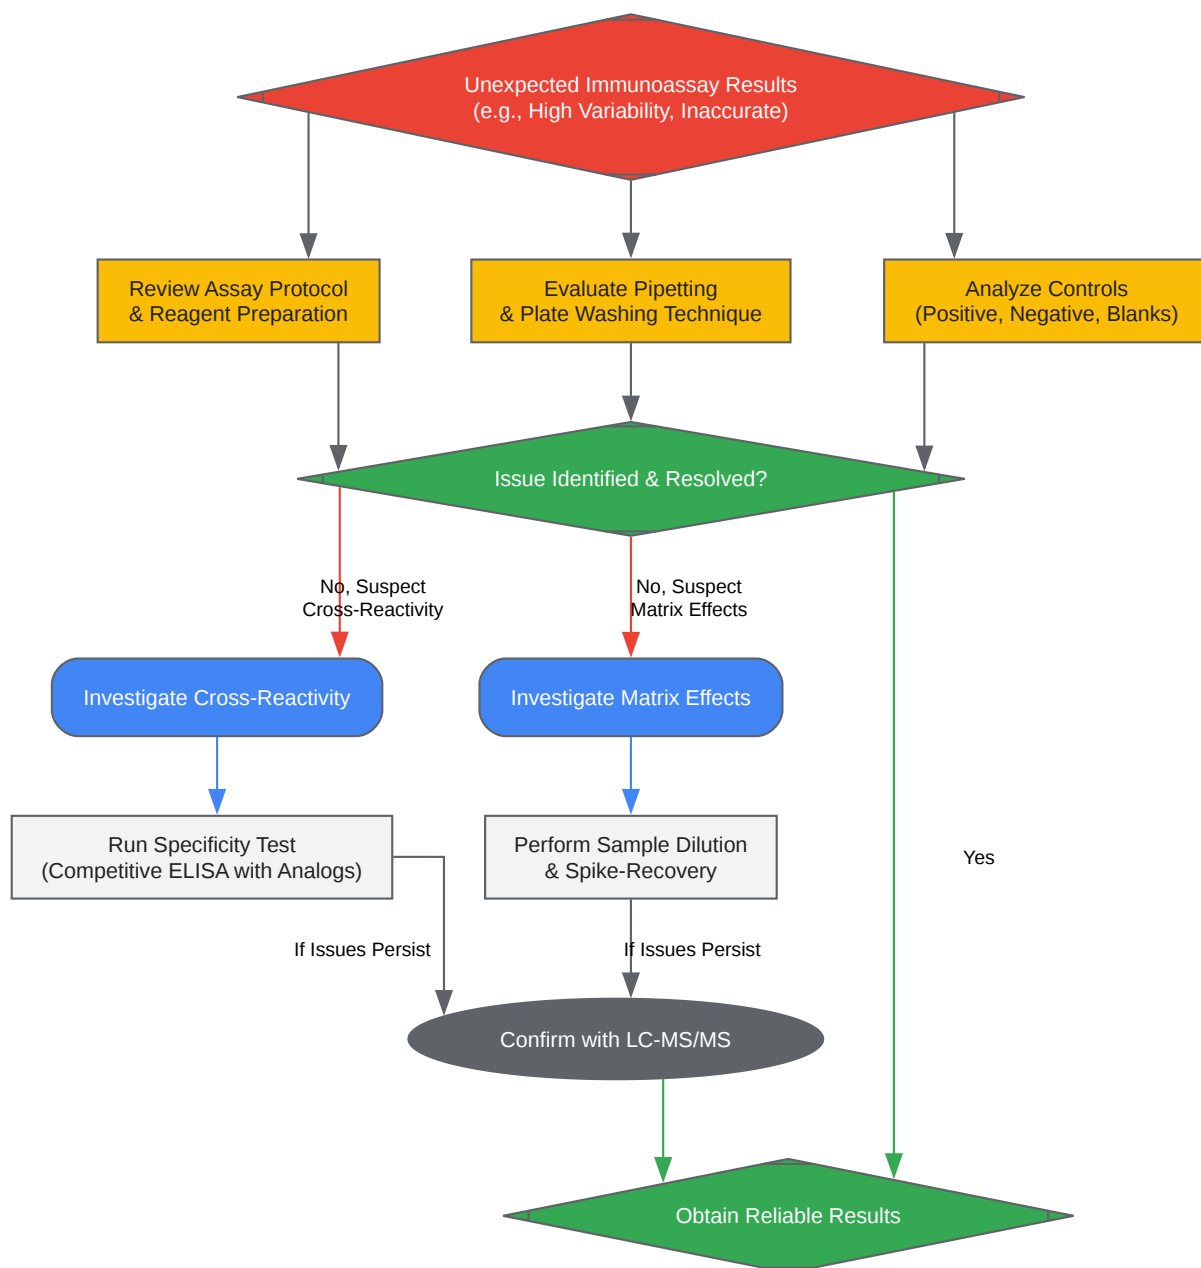 Unexpected Immunoassay Results
(e.g., High Variability, Inaccurate)
Review Assay Protocol
& Reagent Preparation
Evaluate Pipetting
& Plate Washing Technique
Analyze Controls
(Positive, Negative, Blanks)
Issue Identified & Resolved?
No, Suspect
Cross-Reactivity
No, Suspect
Matrix Effects
Investigate Cross-Reactivity
Investigate Matrix Effects
Run Specificity Test
(Competitive ELISA with Analogs)
Perform Sample Dilution
& Spike-Recovery
Yes
If Issues Persist
If Issues Persist
Confirm with LC-MS/MS
Obtain Reliable Results